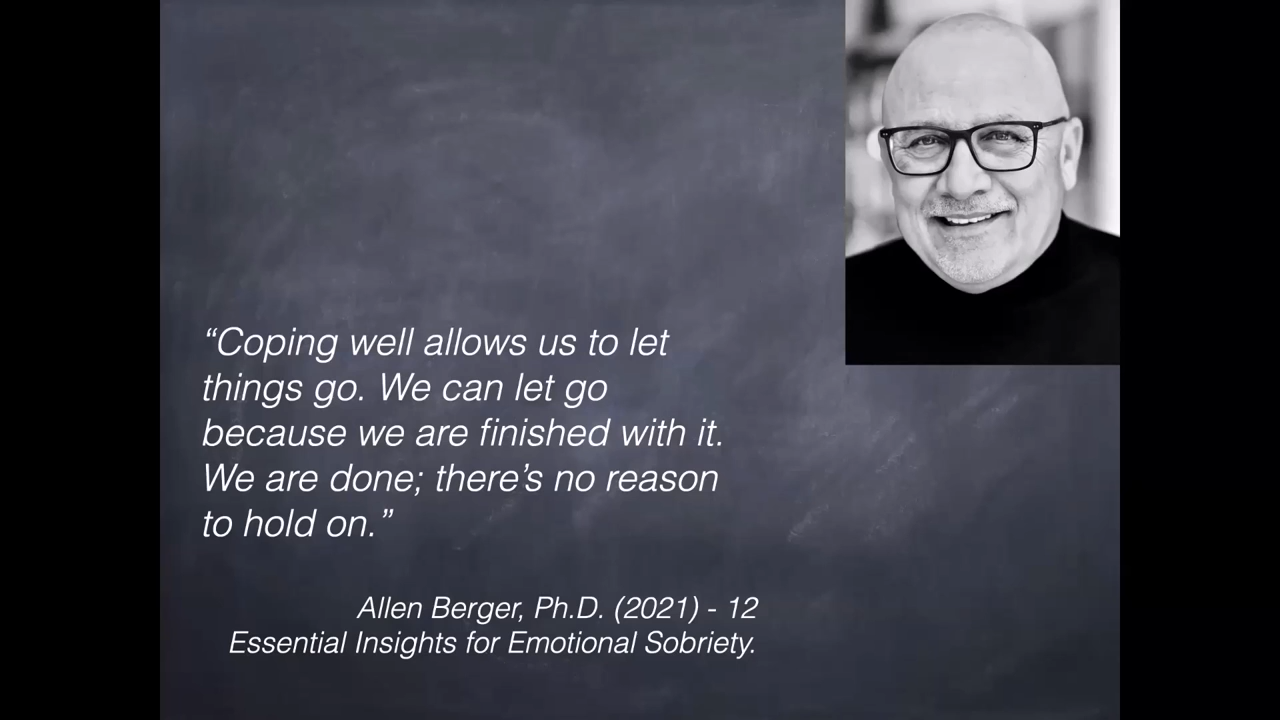 “Coping well allows us to let
things go. We can let go
because we are finished with it.
We are done; there’s no reason
to hold on.”
Allen Berger, Ph.D. (2021) - 12
Essential Insights for Emotional Sobriety.